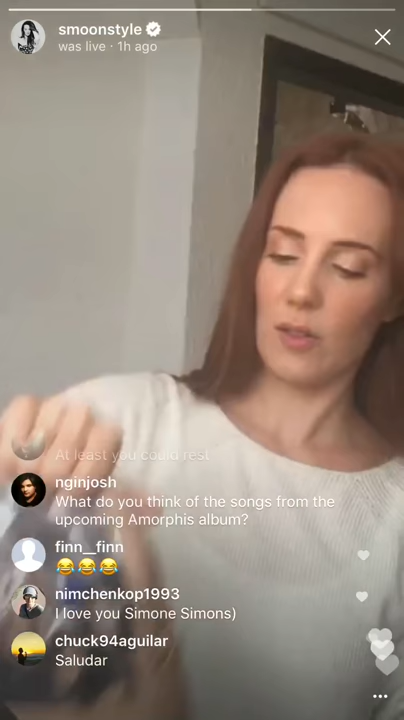 smoonstyle
was live · 1h ago
At least you could rest
nginjosh
What do you think of the songs from the
upcoming Amorphis album?
finn__finn
😂😂😂
nimchenkop1993
I love you Simone Simons)
chuck94aguilar
Saludar